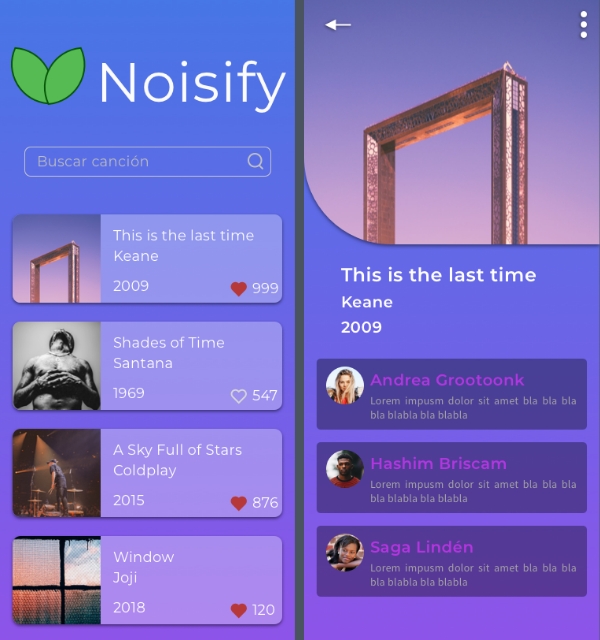 Noisify
Buscar canción
This is the last time
Keane
2009
999
Shades of Time
Santana
1969
547
A Sky Full of Stars
Coldplay
2015
876
Window
Joji
2018
120
This is the last time
Keane
2009
Andrea Grootoonk
Lorem impusm dolor sit amet bla bla bla
bla blabla bla blabla
Hashim Briscam
Lorem impusm dolor sit amet bla bla bla
bla blabla bla blabla
Saga Lindén
Lorem impusm dolor sit amet bla bla bla
bla blabla bla blabla